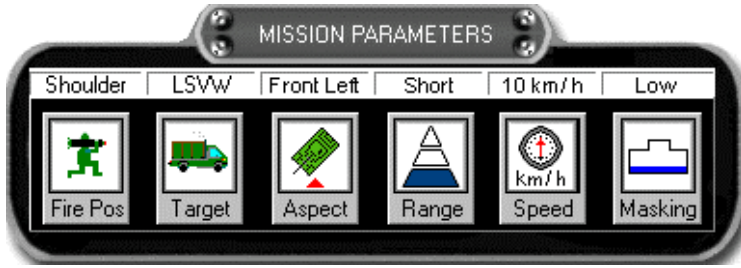 MISSION PARAMETERS
Shoulder LSVW Front Left Short 10 km/h Low
km/h
Fire Pos Target Aspect Range Speed Masking